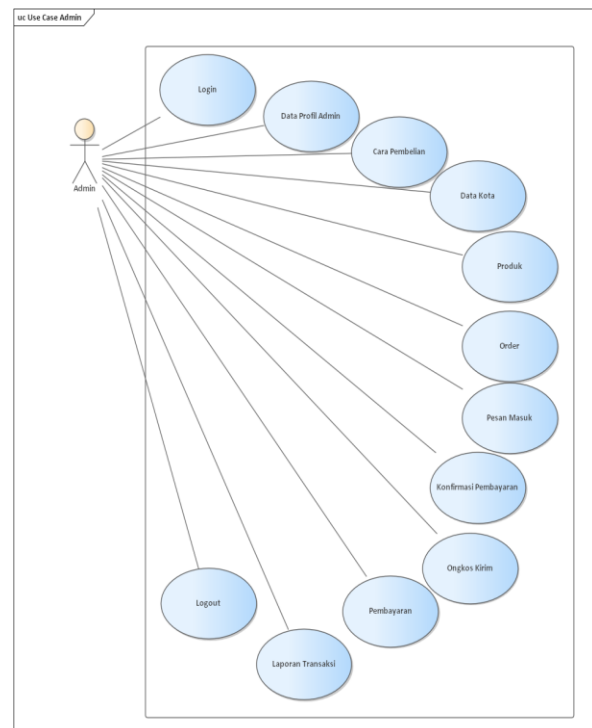 uc Use Case Admin
Login
Data Profil Admin
Cara Pembelian
Admin
Data Kota
Produk
Order
Pesan Masuk
Konfirmasi Pembayaran
Ongkos Kirim
Logout
Pembayaran
Laporan Transaksi